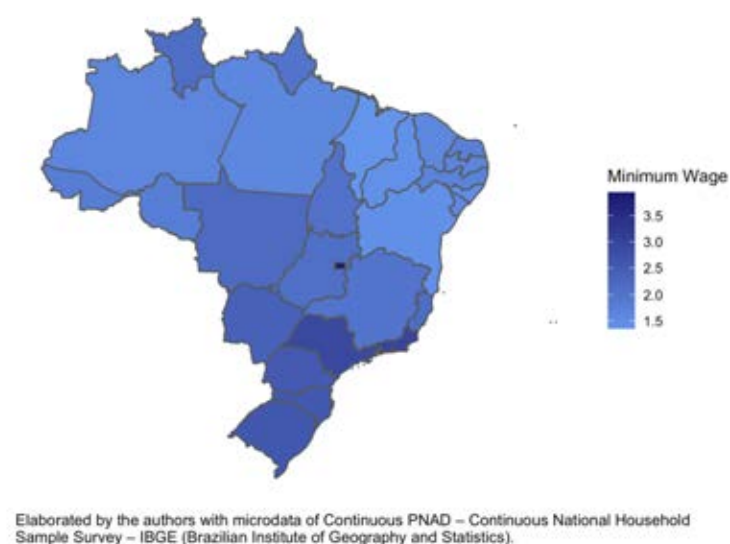 Minimum Wage
3.5
3.0
2.5
2.0
1.5
Elaborated by the authors with microdata of Continuous PNAD – Continuous National Household
Sample Survey – IBGE (Brazilian Institute of Geography and Statistics).